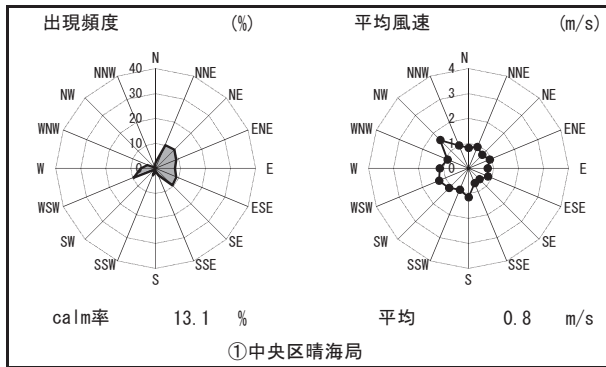 出現頻度 (%)
N
NNE
NE
ENE
E
ESE
SE
SSE
S
SSW
SW
WSW
W
WNW
NW
NNW
40
30
20
10
0
calm率 13.1 %
平均風速 (m/s)
N
NNE
NE
ENE
E
ESE
SE
SSE
S
SSW
SW
WSW
W
WNW
NW
NNW
4
3
2
1
0
平均 0.8 m/s
①中央区晴海局